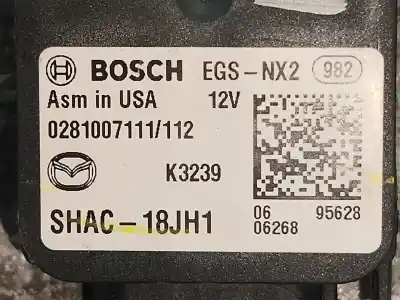 BOSCH EGS-NX2 982
Asm in USA 12V
0281007111/112
K3239
SHAC-18JH1
06 95628
06268